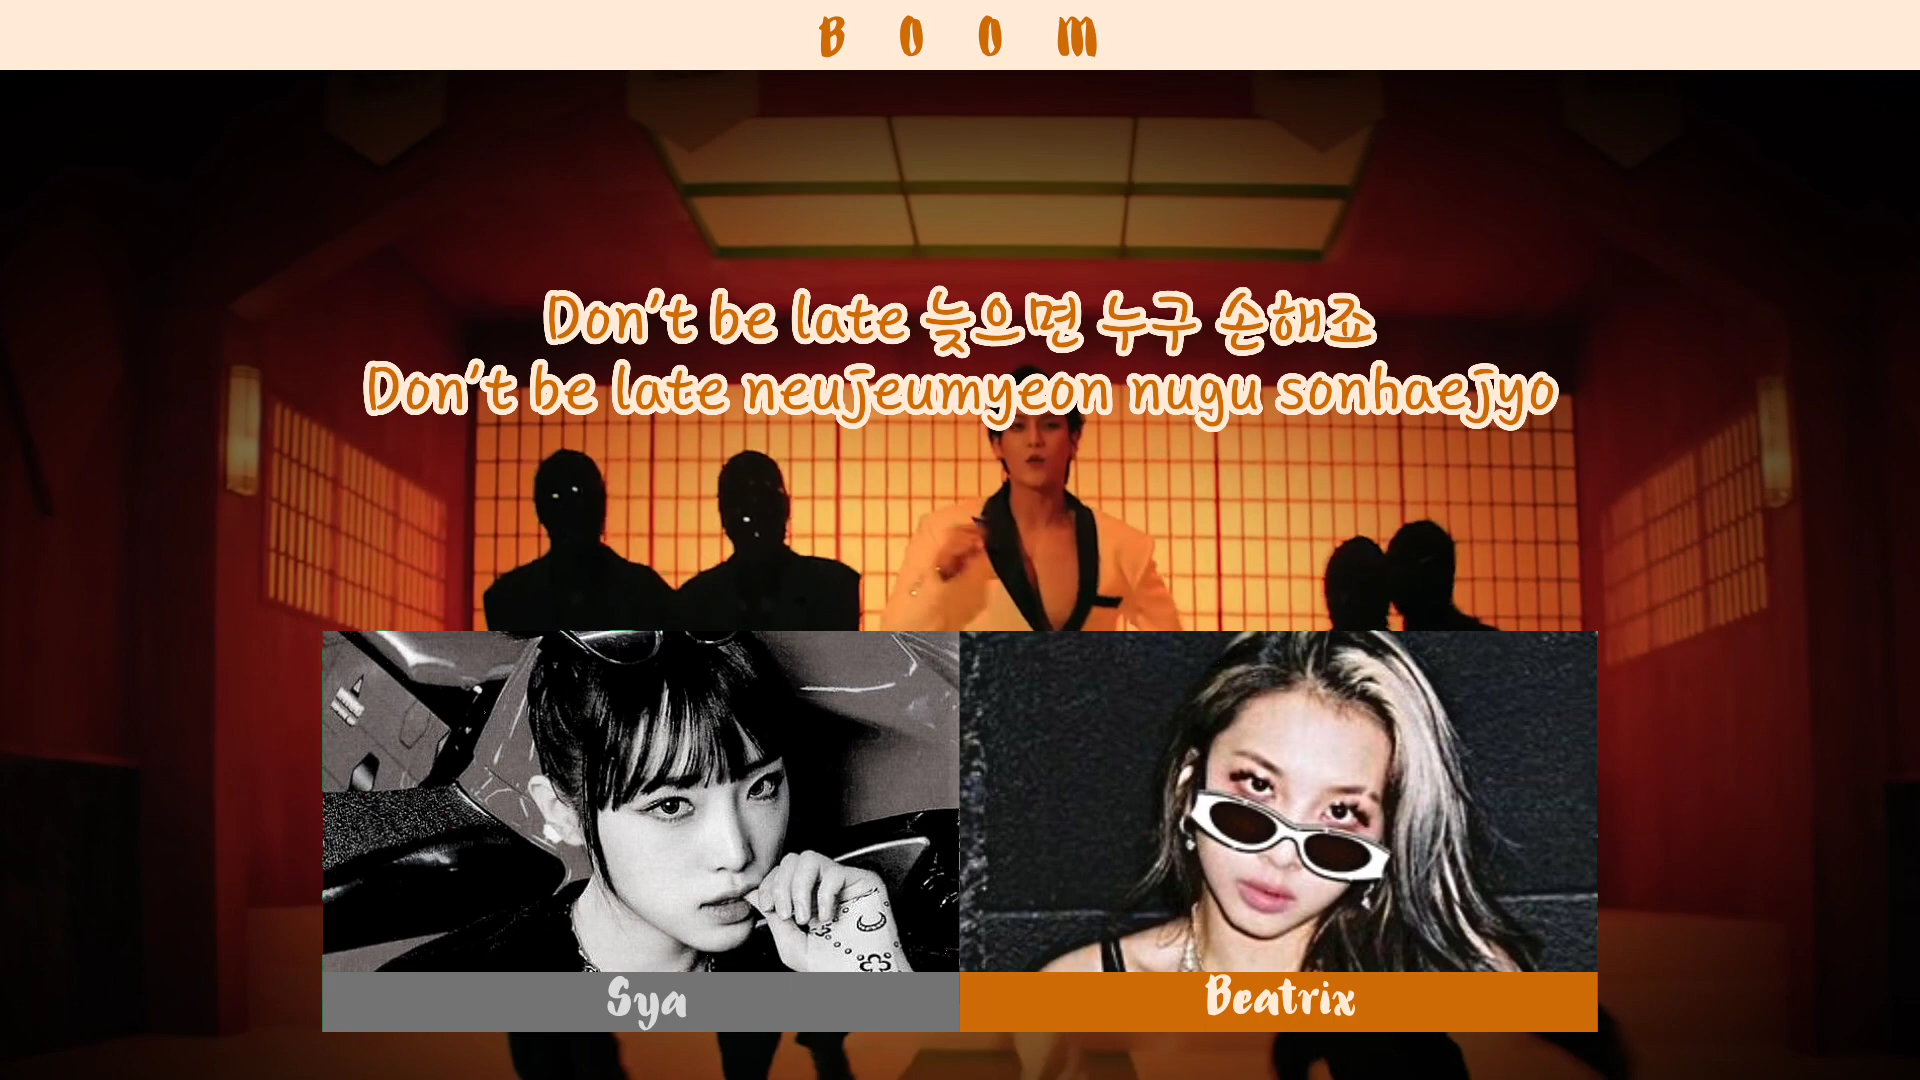 B O O M
Don't be late 늦으면 누구 손해죠
Don't be late neujeumyeon nugu sonhaejyo
Sya
Beatrix